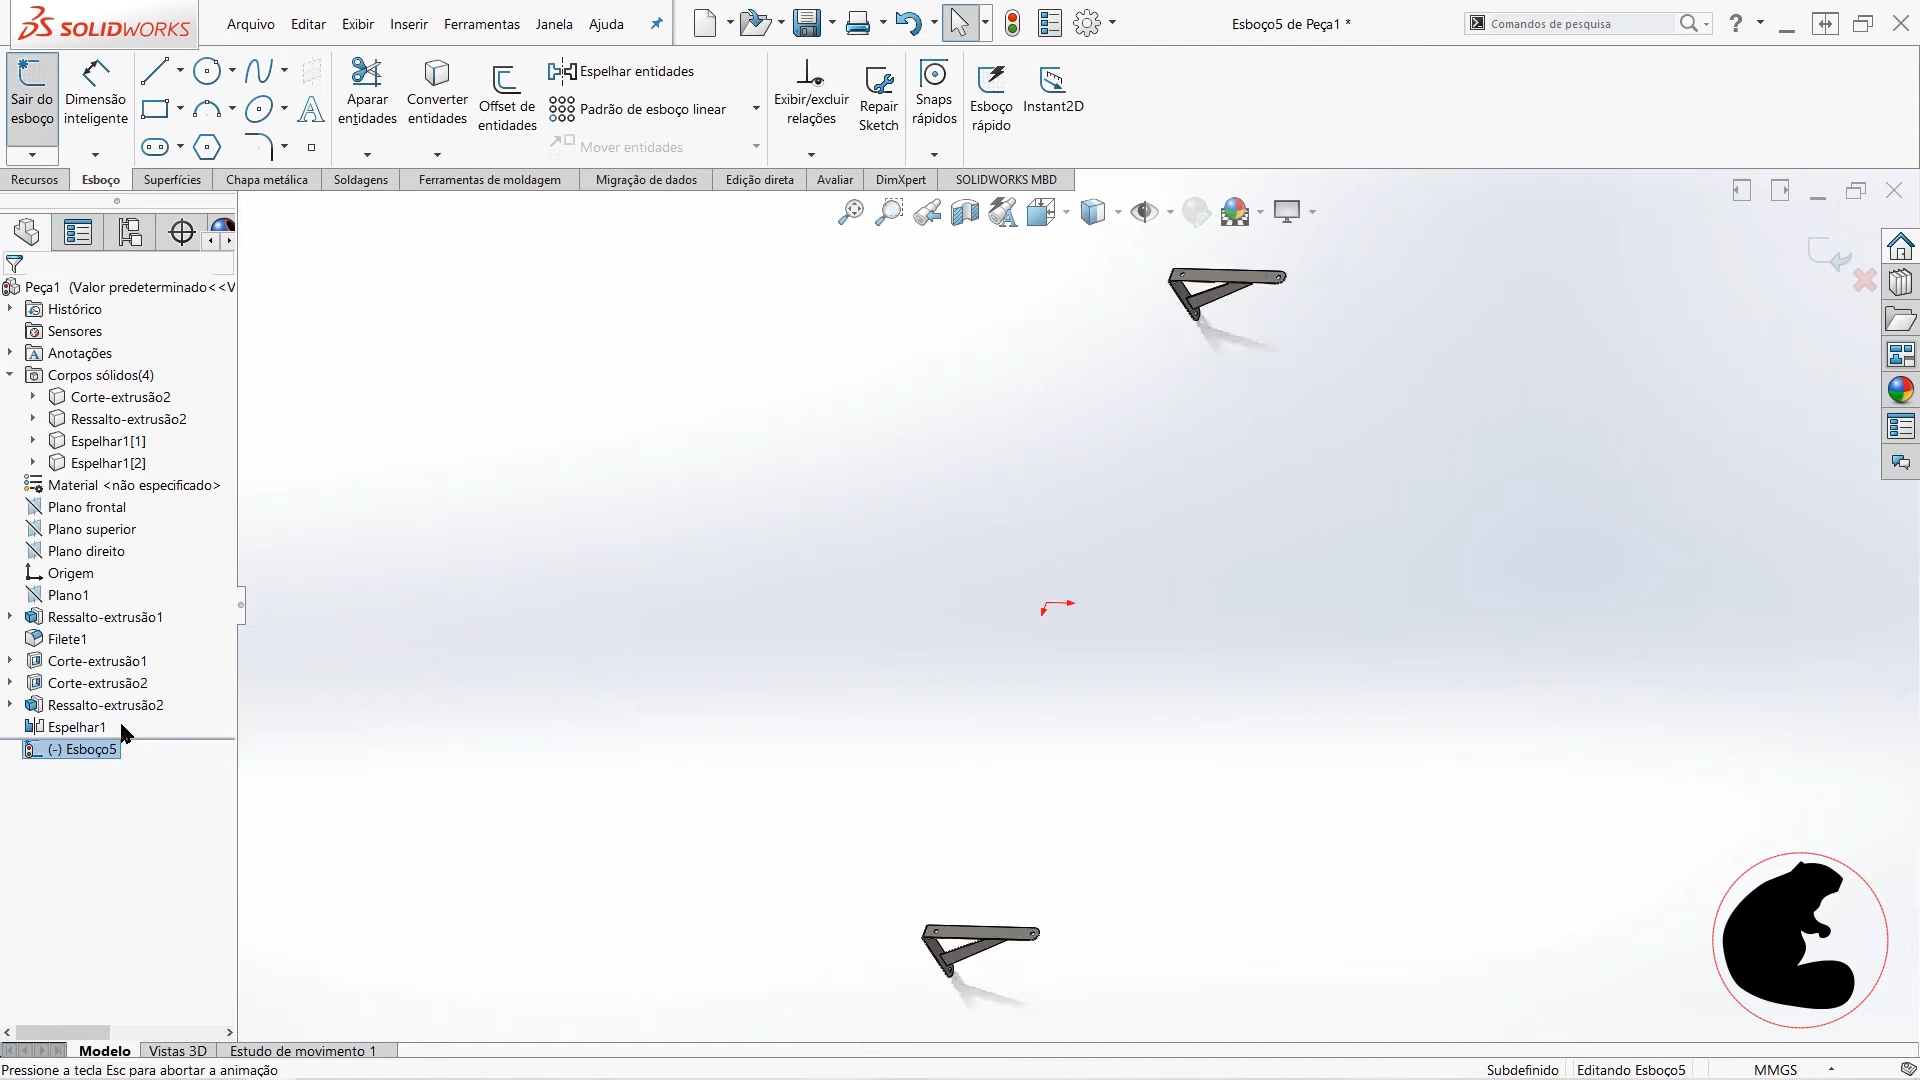 SOLIDWORKS
Arquivo Editar Exibir Inserir Ferramentas Janela Ajuda
Esboço5 de Peça1 *
Comandos de pesquisa
?
Sair do esboço
Dimensão inteligente
Aparar entidades
Converter entidades
Offset de entidades
Espelhar entidades
Padrão de esboço linear
Mover entidades
Exibir/excluir relações
Repair Sketch
Snaps rápidos
Esboço rápido
Instant2D
Recursos Esboço Superfícies Chapa metálica Soldagens Ferramentas de moldagem Migração de dados Edição direta Avaliar DimXpert SOLIDWORKS MBD
Peça1 (Valor predeterminado<<V
Histórico
Sensores
Anotações
Corpos sólidos(4)
Corte-extrusão2
Ressalto-extrusão2
Espelhar1[1]
Espelhar1[2]
Material <não especificado>
Plano frontal
Plano superior
Plano direito
Origem
Plano1
Ressalto-extrusão1
Filete1
Corte-extrusão1
Corte-extrusão2
Ressalto-extrusão2
Espelhar1
(-) Esboço5
Modelo Vistas 3D Estudo de movimento 1
Pressione a tecla Esc para abortar a animação
Subdefinido Editando Esboço5 MMGS